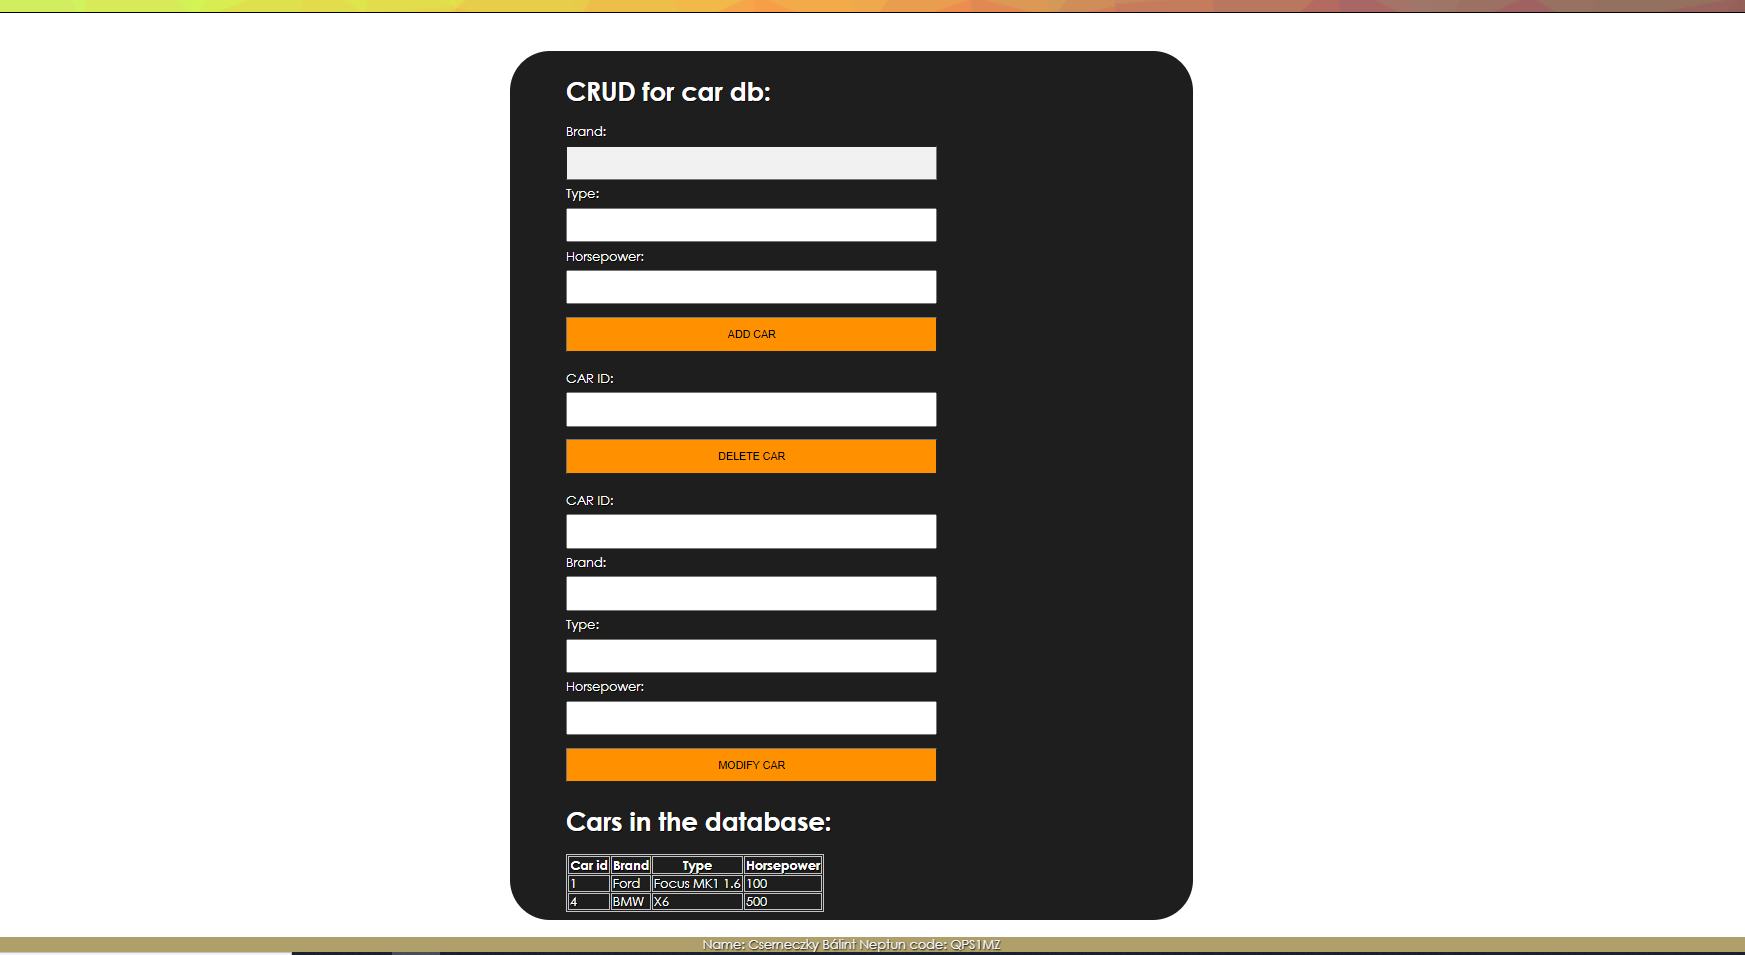 CRUD for car db:
Brand:
Type:
Horsepower:
ADD CAR
CAR ID:
DELETE CAR
CAR ID:
Brand:
Type:
Horsepower:
MODIFY CAR
Cars in the database:
Car id Brand Type Horsepower
1 Ford Focus MK1 1.6 100
4 BMW X6 500
Name: Cserneczky Bálint Neptun code: QPS1MZ